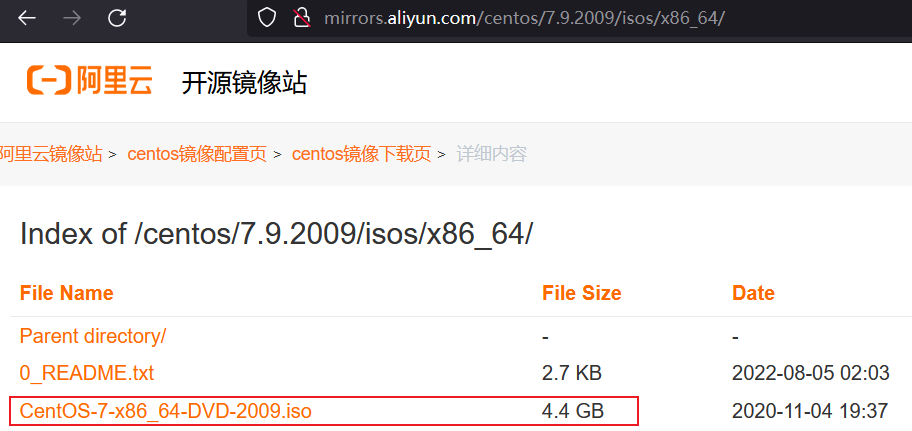 mirrors.aliyun.com/centos/7.9.2009/isos/x86_64/
阿里云 开源镜像站
阿里云镜像站 > centos镜像配置页 > centos镜像下载页 > 详细内容
Index of /centos/7.9.2009/isos/x86_64/
File Name File Size Date
Parent directory/ - -
0_README.txt 2.7 KB 2022-08-05 02:03
CentOS-7-x86_64-DVD-2009.iso 4.4 GB 2020-11-04 19:37